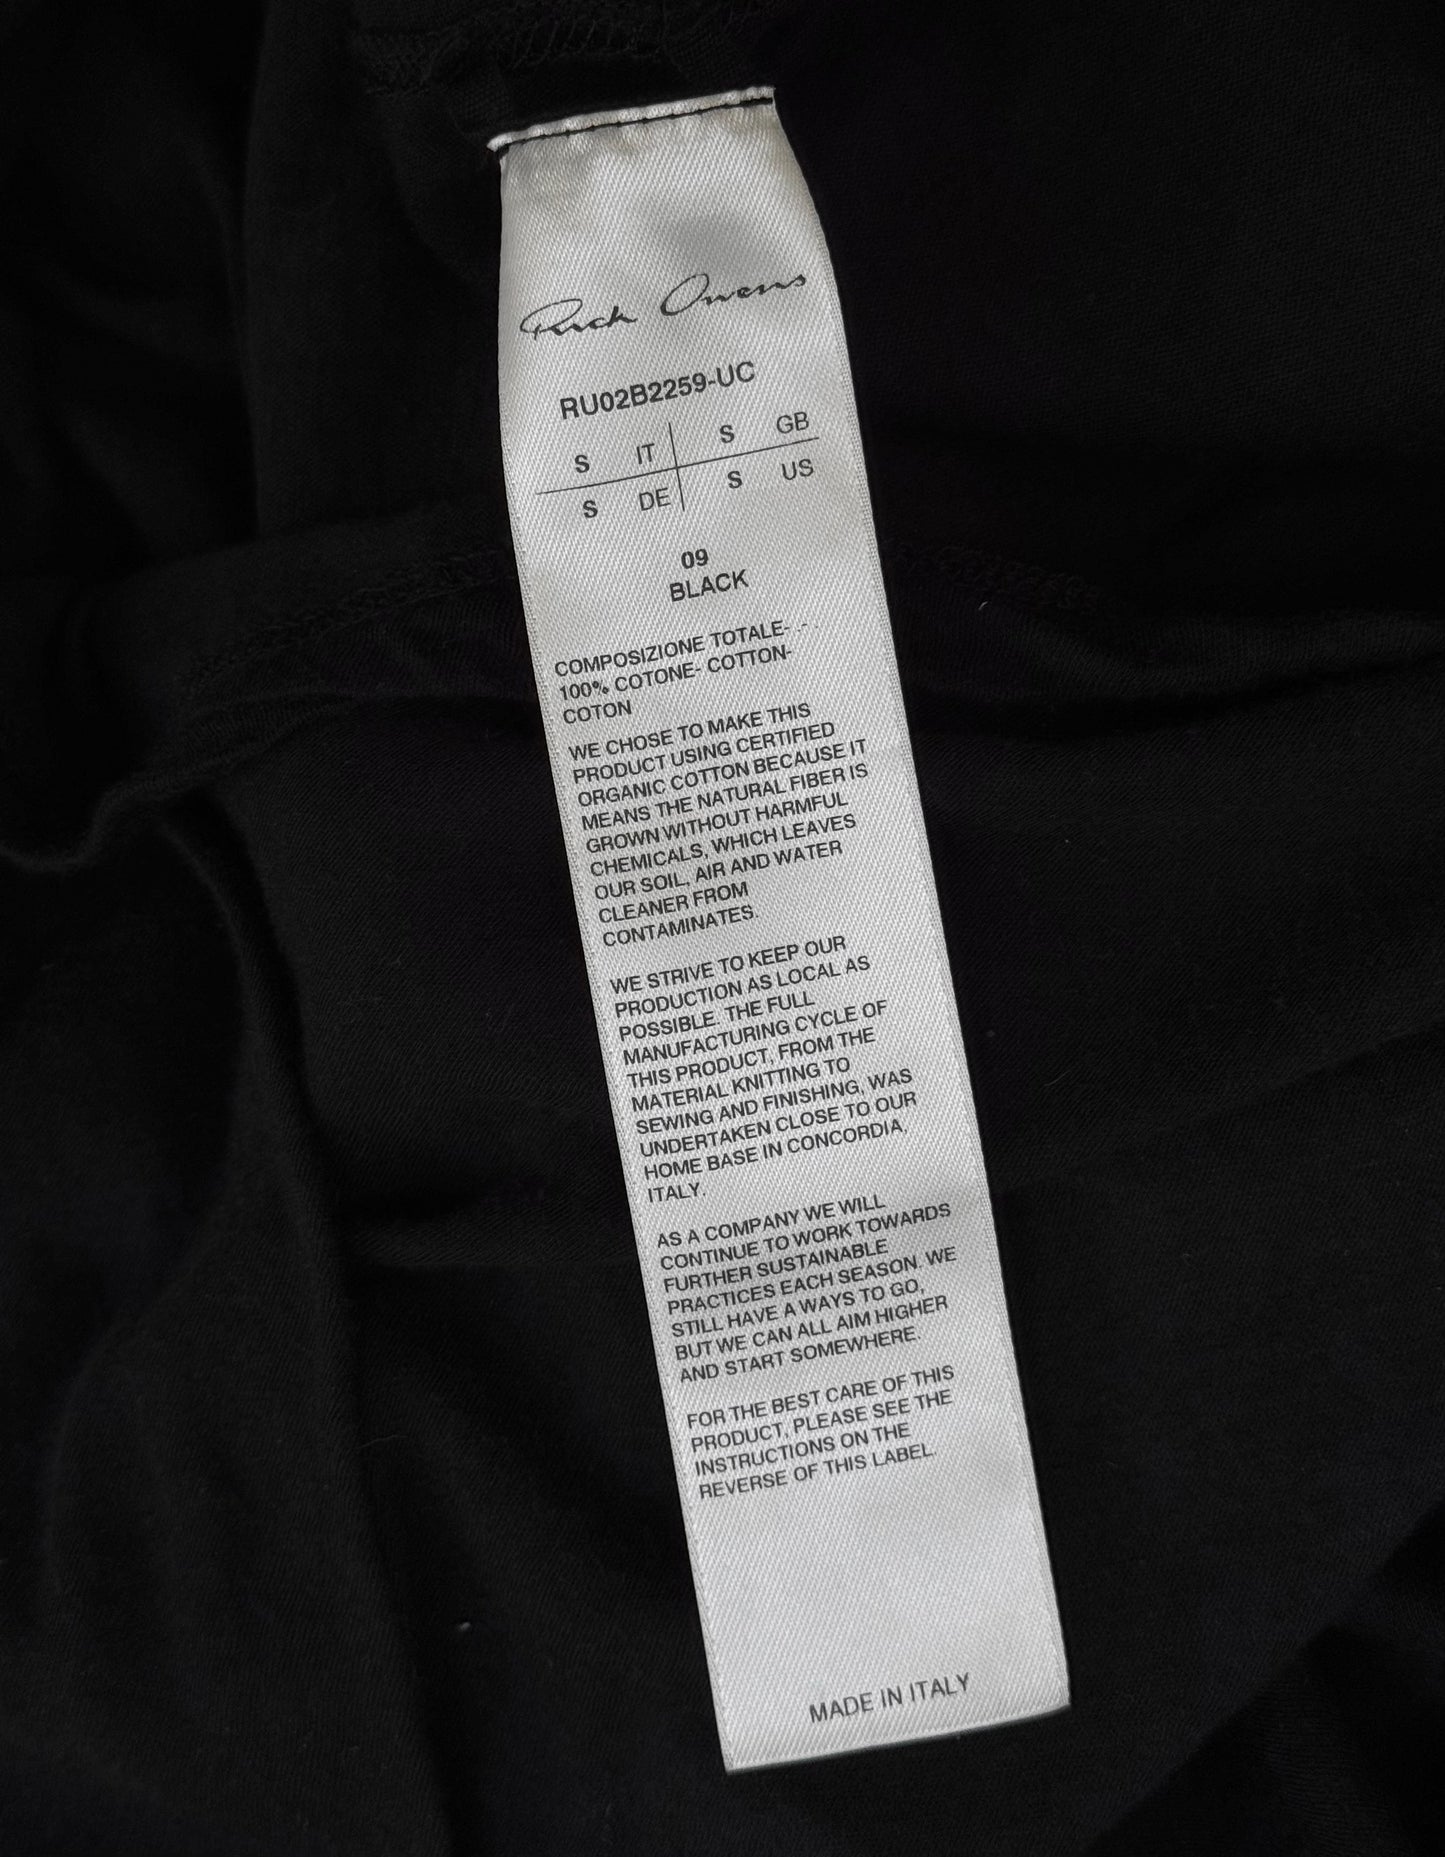 Rick Owens
RU02B2259-UC
S IT S GB
S DE S US
09
BLACK
COMPOSIZIONE TOTALE- .- .
100% COTONE- COTTON-
COTON
WE CHOSE TO MAKE THIS
PRODUCT USING CERTIFIED
ORGANIC COTTON BECAUSE IT
MEANS THE NATURAL FIBER IS
GROWN WITHOUT HARMFUL
CHEMICALS, WHICH LEAVES
OUR SOIL, AIR AND WATER
CLEANER FROM
CONTAMINATES.
WE STRIVE TO KEEP OUR
PRODUCTION AS LOCAL AS
POSSIBLE. THE FULL
MANUFACTURING CYCLE OF
THIS PRODUCT, FROM THE
MATERIAL KNITTING TO
SEWING AND FINISHING, WAS
UNDERTAKEN CLOSE TO OUR
HOME BASE IN CONCORDIA,
ITALY.
AS A COMPANY WE WILL
CONTINUE TO WORK TOWARDS
FURTHER SUSTAINABLE
PRACTICES EACH SEASON. WE
STILL HAVE A WAYS TO GO,
BUT WE CAN ALL AIM HIGHER
AND START SOMEWHERE.
FOR THE BEST CARE OF THIS
PRODUCT, PLEASE SEE THE
INSTRUCTIONS ON THE
REVERSE OF THIS LABEL.
MADE IN ITALY